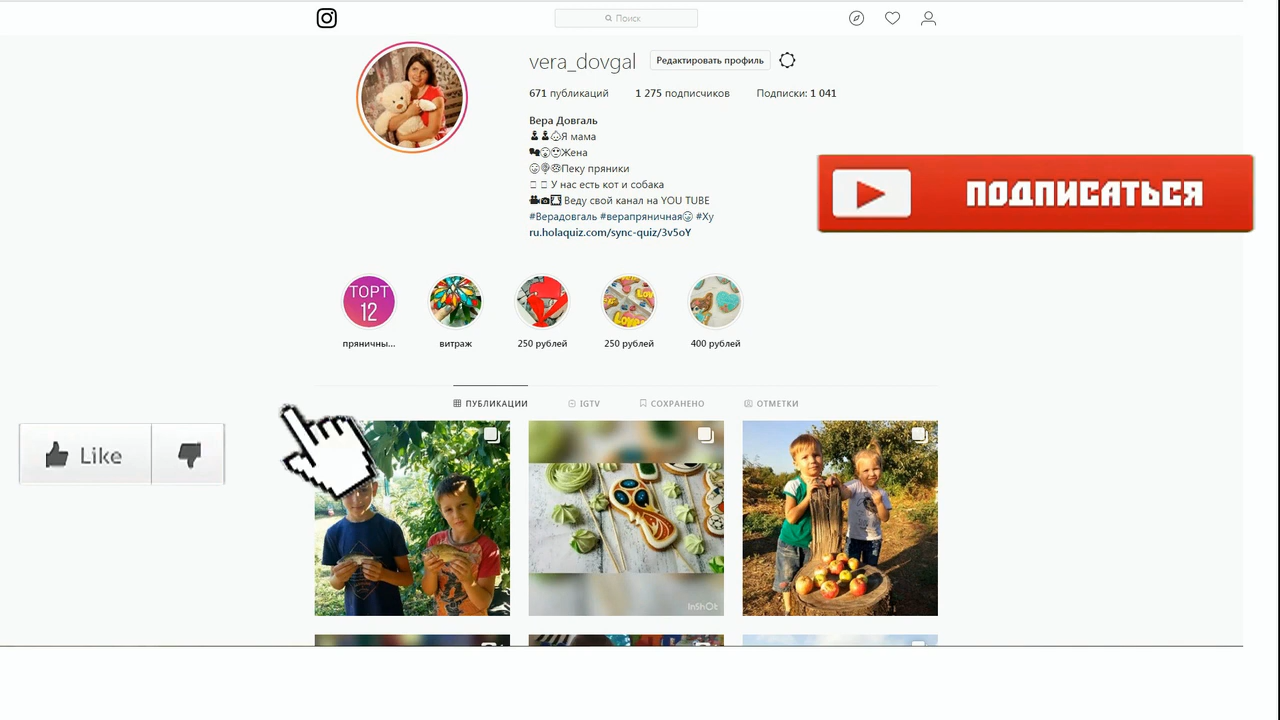 Поиск
vera_dovgal Редактировать профиль
671 публикаций 1 275 подписчиков Подписки: 1 041
Вера Довгаль
Я мама
Жена
Пеку пряники
У нас есть кот и собака
Веду свой канал на YOU TUBE
#Верадовгаль #верапряничная😜 #Ху
ru.holaquiz.com/sync-quiz/3v5oY
ПОДПИСАТЬСЯ
ТОРТ
12
пряничны... витраж 250 рублей 250 рублей 400 рублей
ПУБЛИКАЦИИ IGTV СОХРАНЕНО ОТМЕТКИ
Like
InShOt